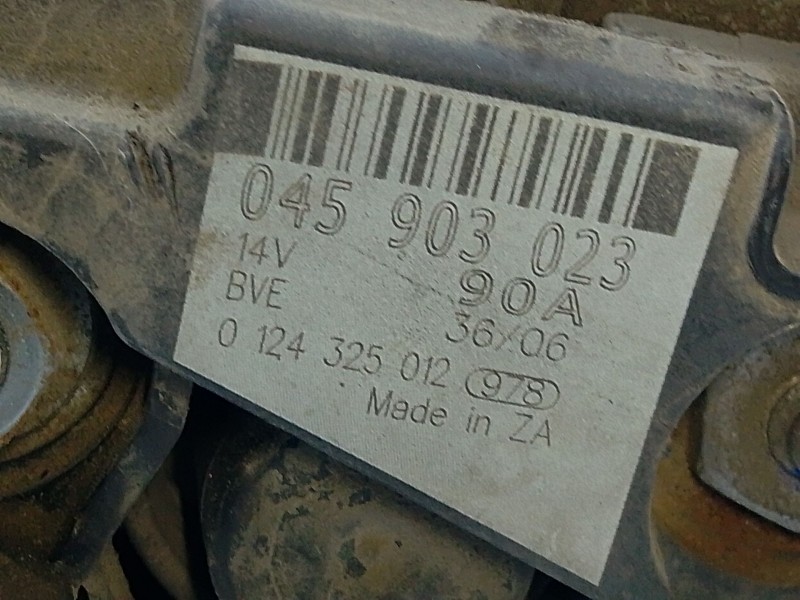 045 903 023
14V 90A
BVE 36/06
0 124 325 012 978
Made in ZA